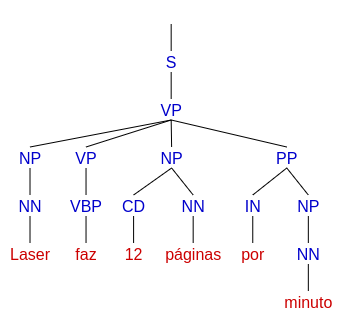 S
VP
NP VP NP PP
NN VBP CD NN IN NP
Laser faz 12 páginas por NN
minuto